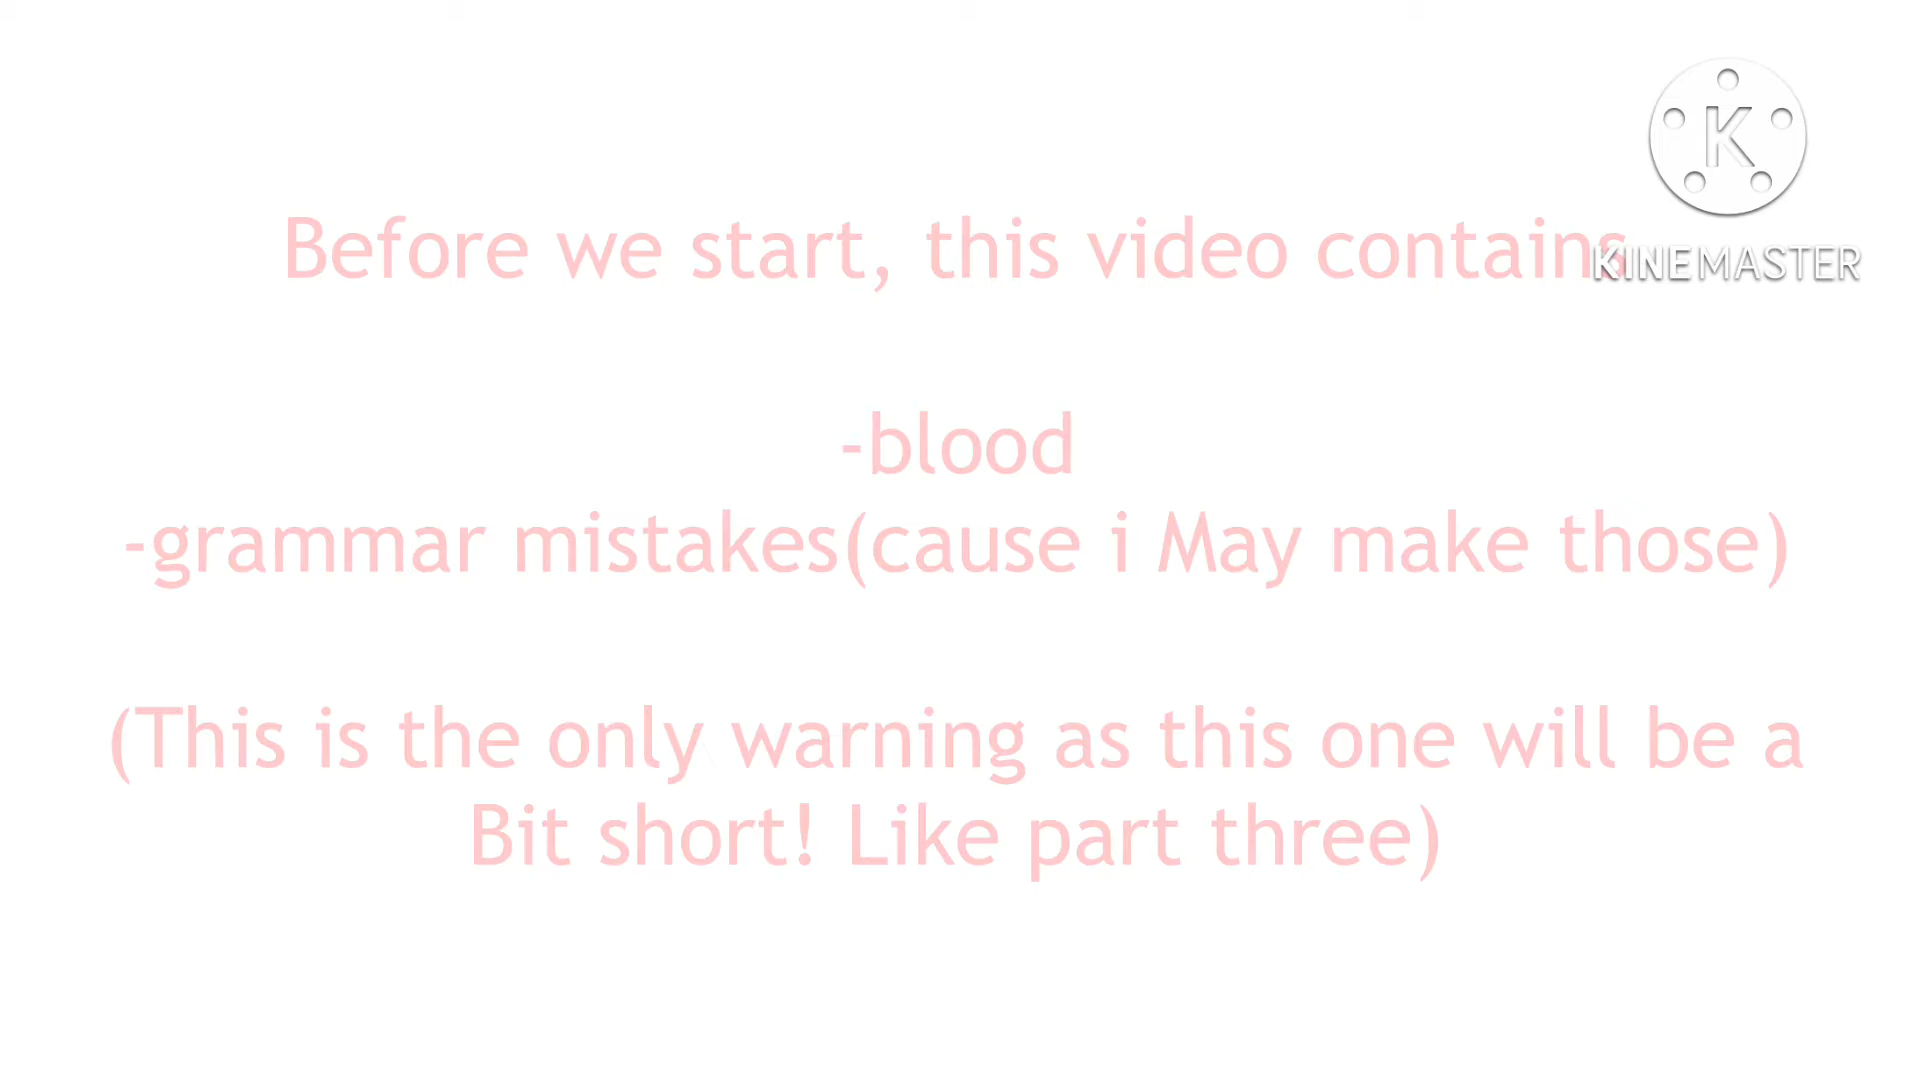 Before we start, this video contains
K
KINEMASTER
-blood
-grammar mistakes(cause i May make those)
(This is the only warning as this one will be a
Bit short! Like part three)